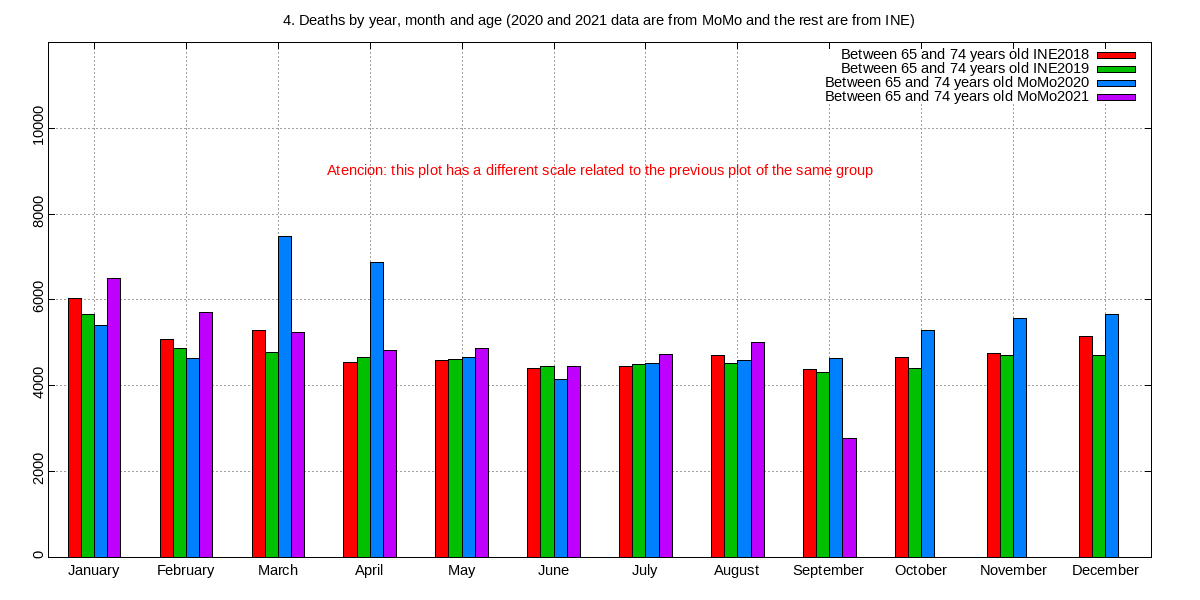 4. Deaths by year, month and age (2020 and 2021 data are from MoMo and the rest are from INE)
Between 65 and 74 years old INE2018
Between 65 and 74 years old INE2019
Between 65 and 74 years old MoMo2020
Between 65 and 74 years old MoMo2021
10000
Atencion: this plot has a different scale related to the previous plot of the same group
8000
6000
4000
2000
0
January February March April May June July August September October November December